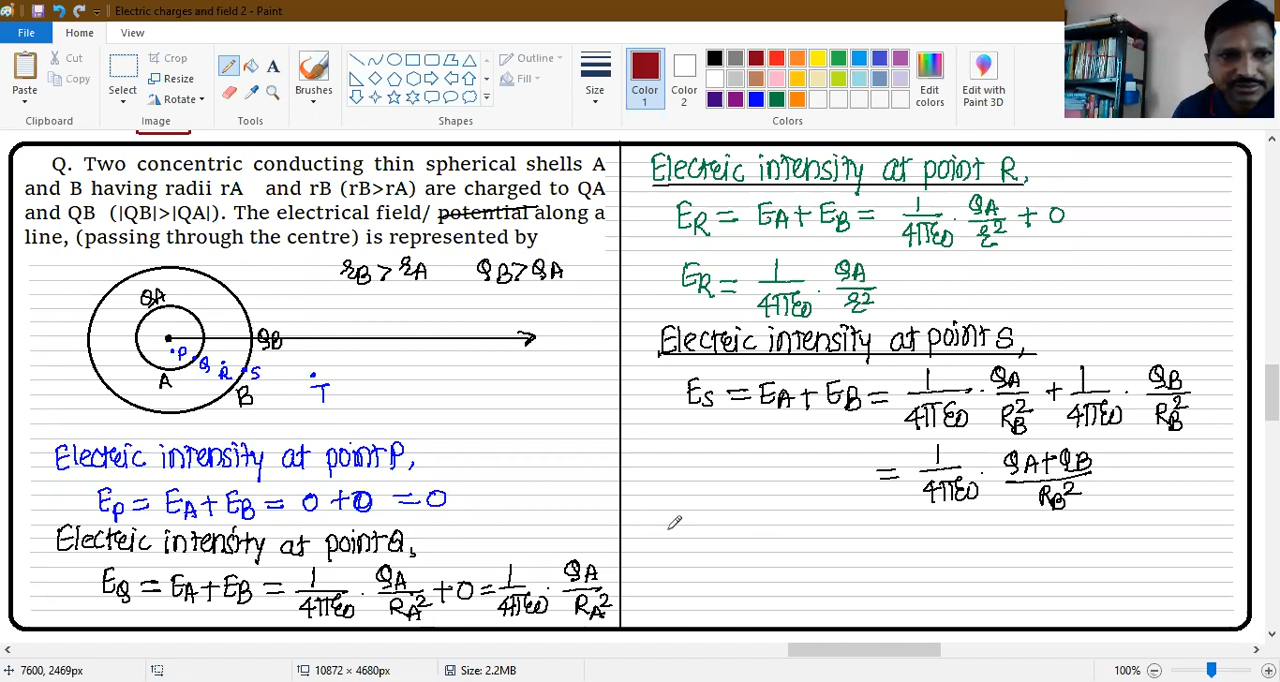 Electric charges and field 2 - Paint
File
Home
View
Paste
Cut
Copy
Clipboard
Select
Crop
Resize
Rotate
Image
Tools
Brushes
Outline
Fill
Shapes
Size
Color 1
Color 2
Edit colors
Edit with Paint 3D
Colors
Q. Two concentric conducting thin spherical shells A
and B having radii rA and rB (rB>rA) are charged to QA
and QB (|QB|>|QA|). The electrical field/ potential along a
line, (passing through the centre) is represented by
rB > rA QB > QA
QA
QB
P
Q
R
S
A
B
T
Electric intensity at point P,
EP = EA + EB = 0 + 0 = 0
Electric intensity at point Q,
EQ = EA + EB = 1/4πε0 · QA/RA² + 0 = 1/4πε0 · QA/RA²
Electric intensity at point R,
ER = EA + EB = 1/4πε0 · QA/r² + 0
ER = 1/4πε0 · QA/r²
Electric intensity at point S,
ES = EA + EB = 1/4πε0 · QA/RB² + 1/4πε0 · QB/RB²
= 1/4πε0 · QA+QB/RB²
7600, 2469px
10872 × 4680px
Size: 2.2MB
100%